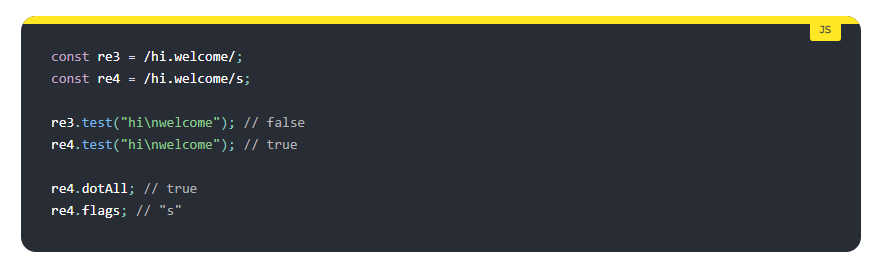 JS
const re3 = /hi.welcome/;
const re4 = /hi.welcome/s;
re3.test("hi\nwelcome"); // false
re4.test("hi\nwelcome"); // true
re4.dotAll; // true
re4.flags; // "s"